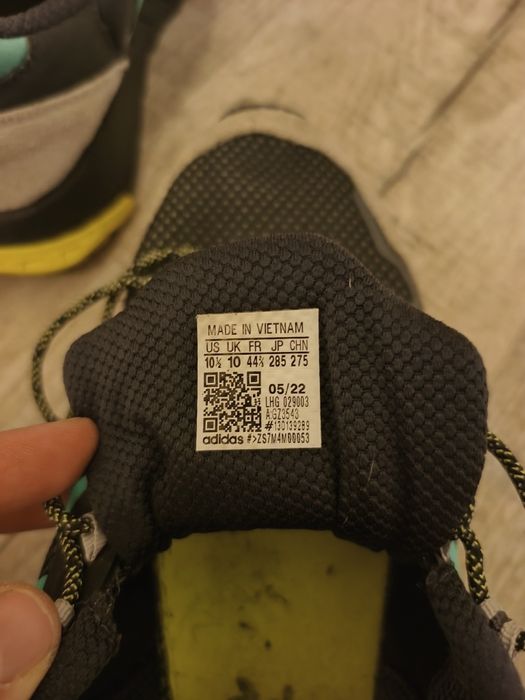 MADE IN VIETNAM
US UK FR JP CHN
10½ 10 44⅔ 285 275
05/22
LHG 029003
A:GZ3543
#13D139289
adidas #>ZS7M4M00053